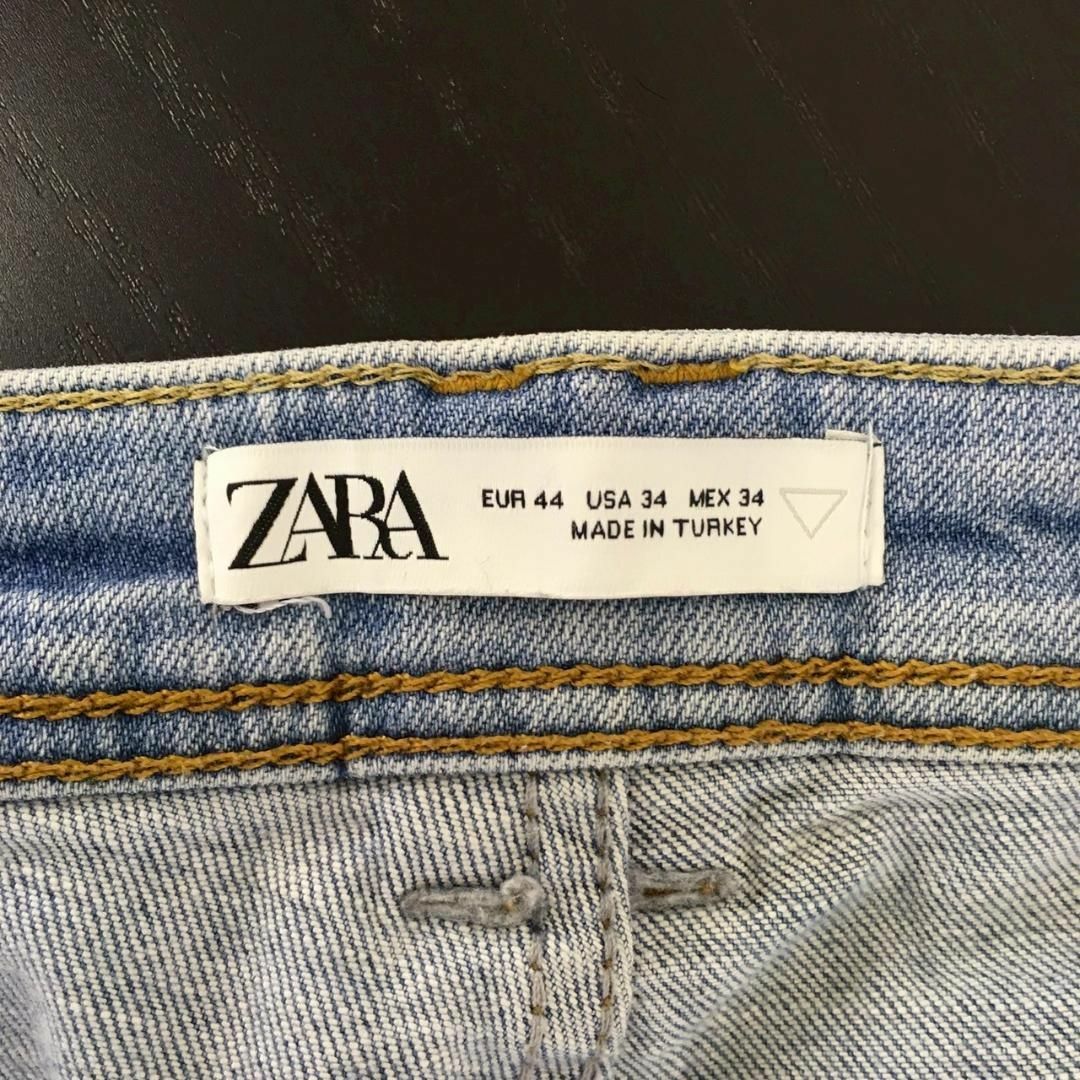 ZARA
EUR 44 USA 34 MEX 34
MADE IN TURKEY